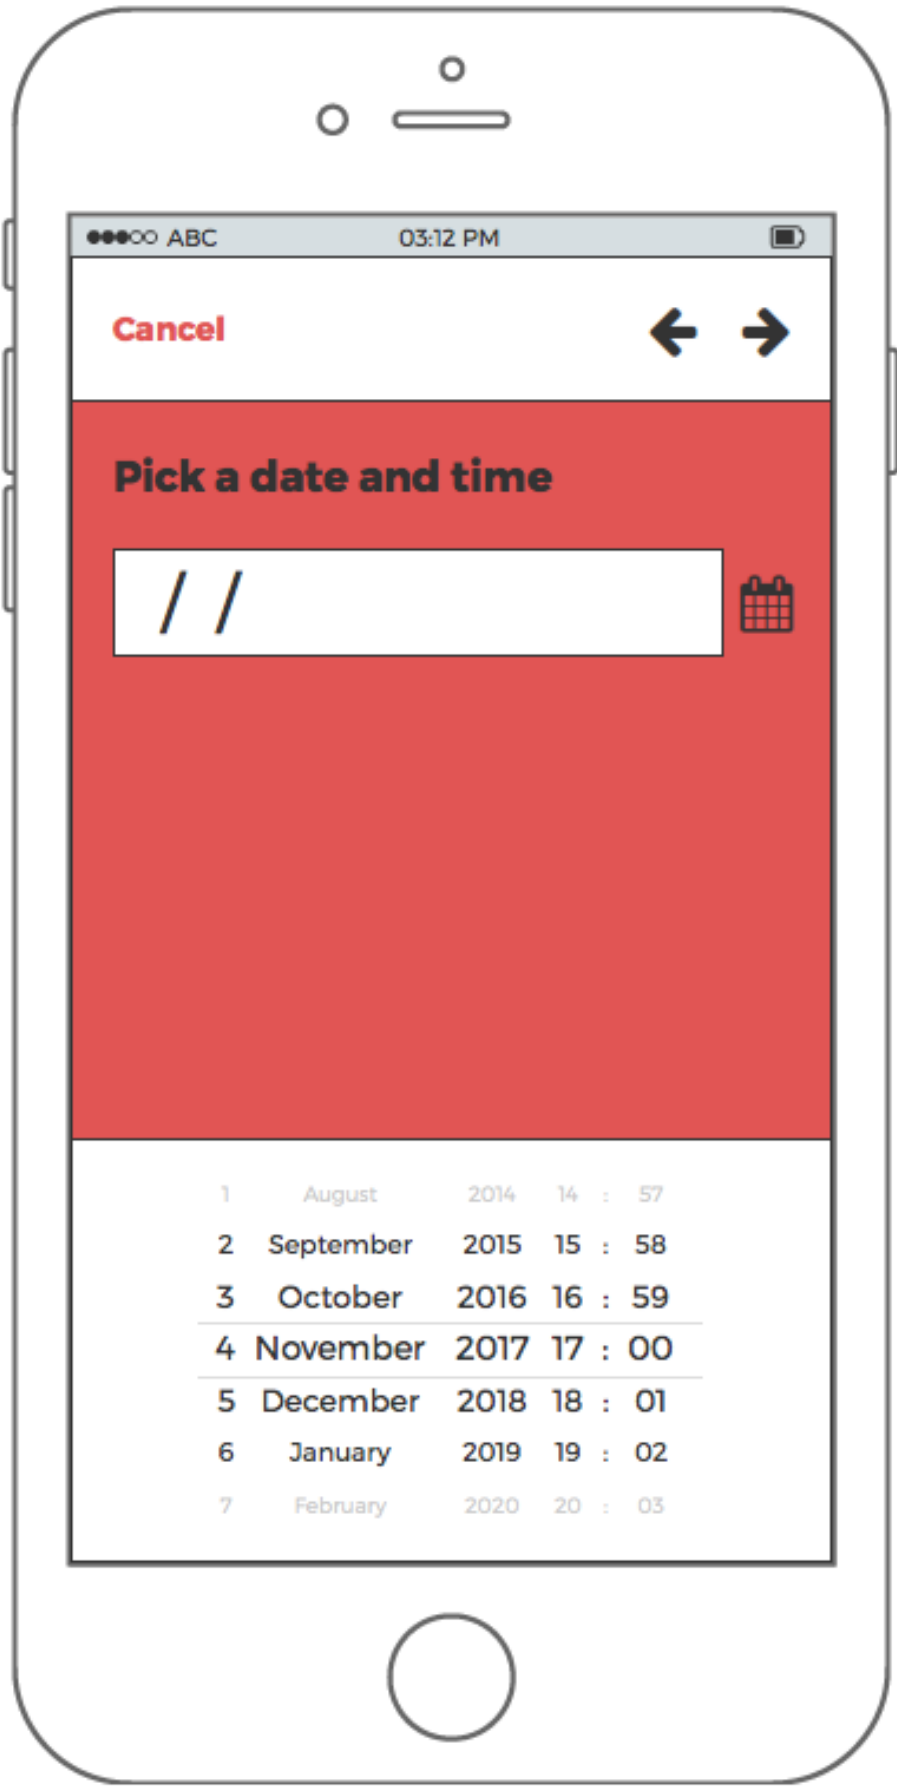 ABC 03:12 PM
Cancel
Pick a date and time
/ /
1 August 2014 14 : 57
2 September 2015 15 : 58
3 October 2016 16 : 59
4 November 2017 17 : 00
5 December 2018 18 : 01
6 January 2019 19 : 02
7 February 2020 20 : 03